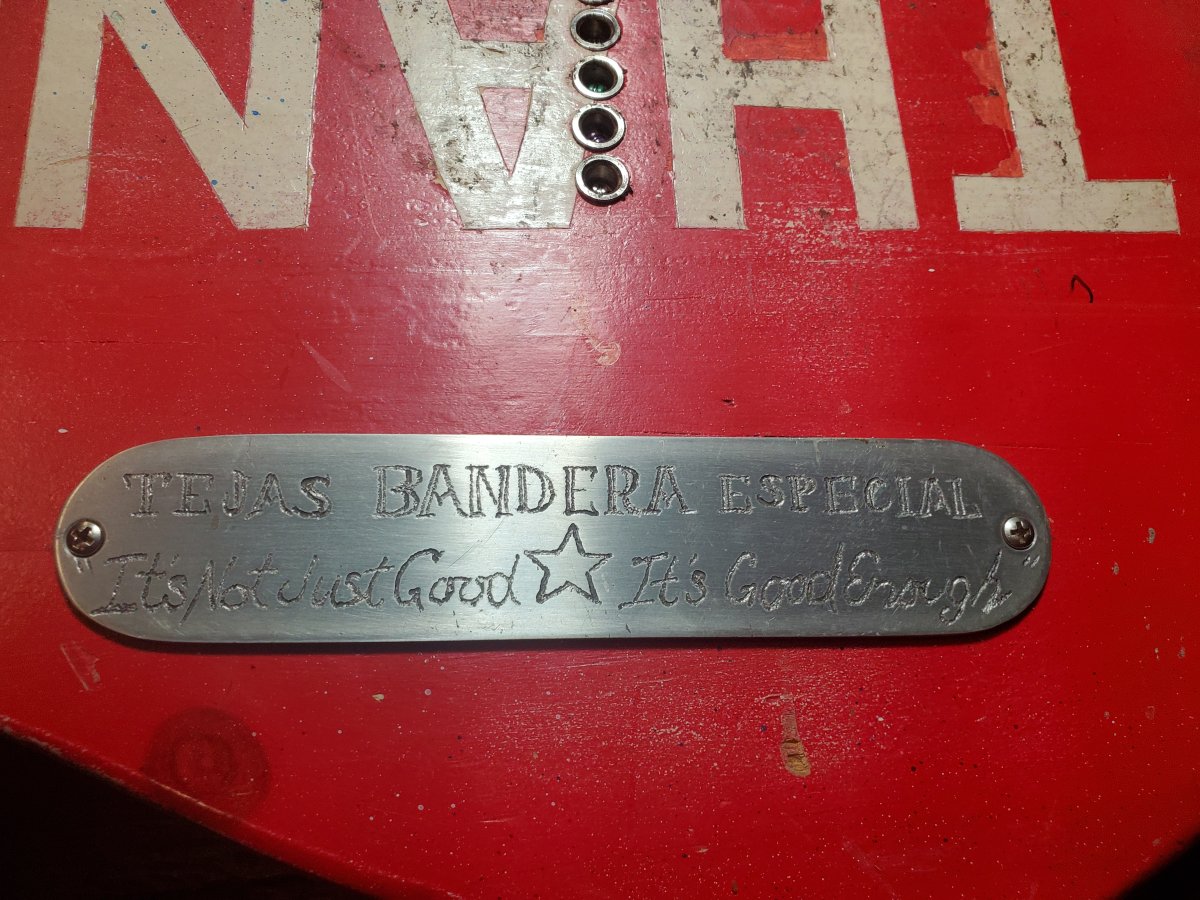 THAN
TEJAS BANDERA ESPECIAL
"It's Not Just Good ☆ It's Good Enough"